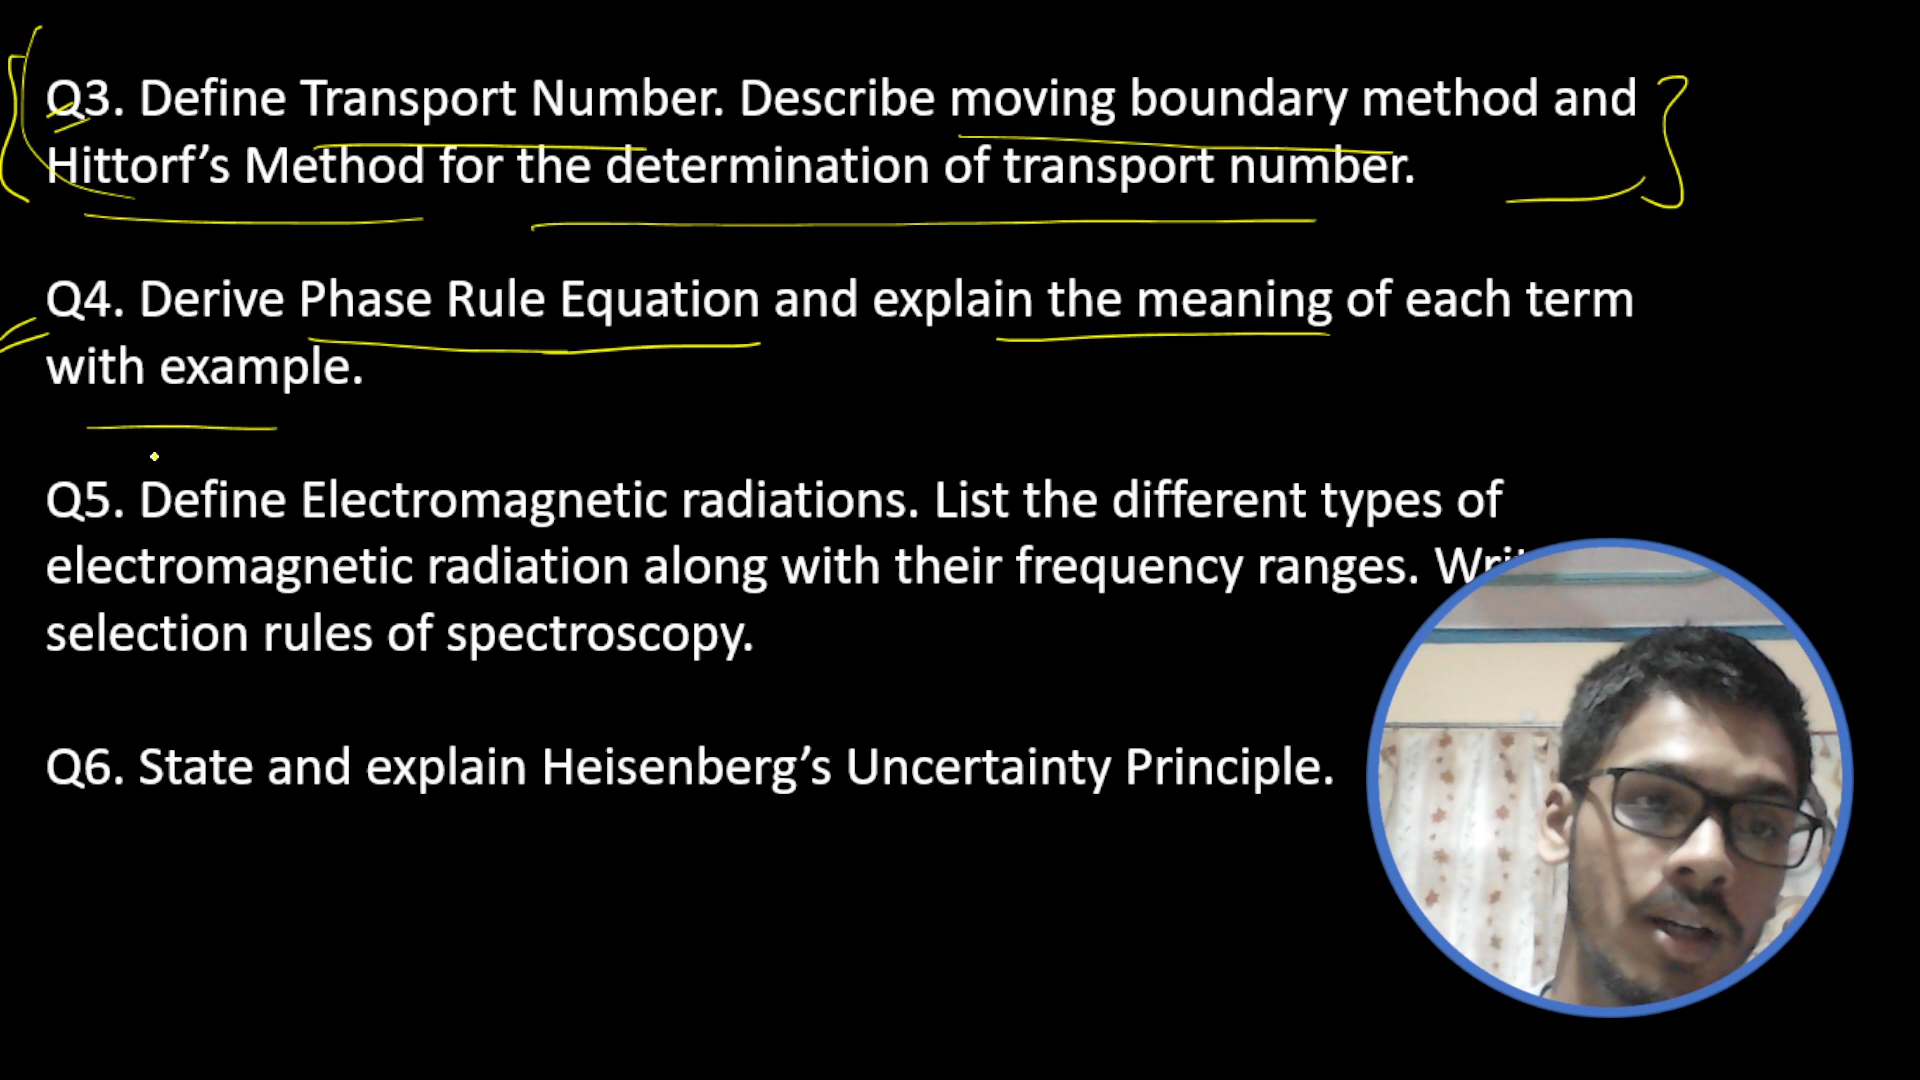 Q3. Define Transport Number. Describe moving boundary method and
Hittorf’s Method for the determination of transport number.
Q4. Derive Phase Rule Equation and explain the meaning of each term
with example.
Q5. Define Electromagnetic radiations. List the different types of
electromagnetic radiation along with their frequency ranges.
selection rules of spectroscopy.
Q6. State and explain Heisenberg’s Uncertainty Principle.